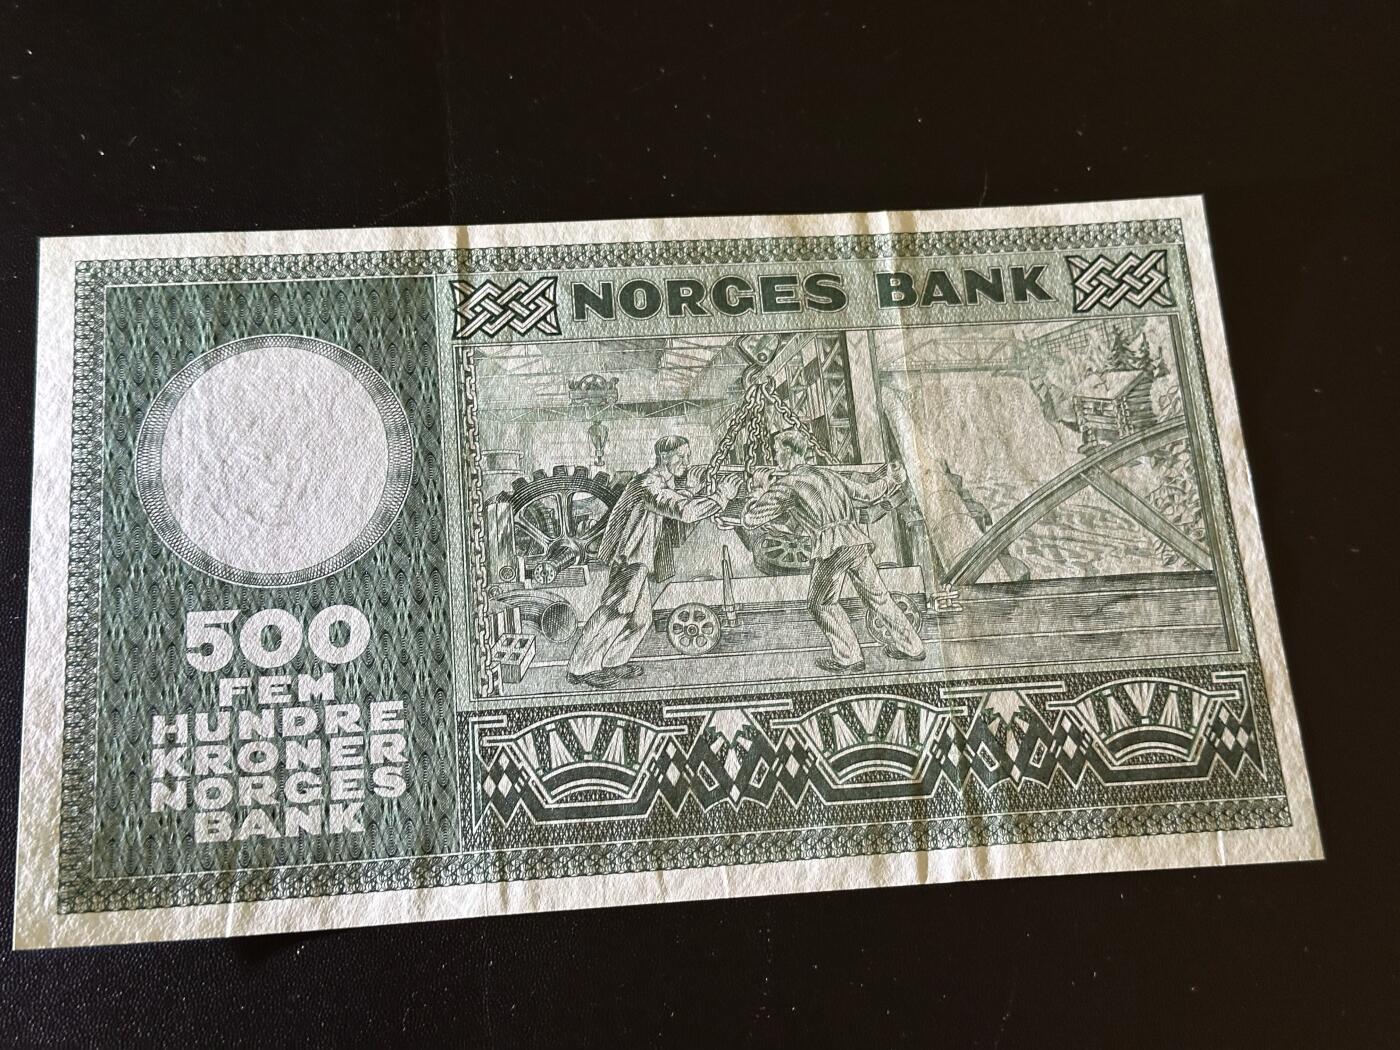 NORGES BANK
500
FEM
HUNDRE
KRONER
NORGES
BANK